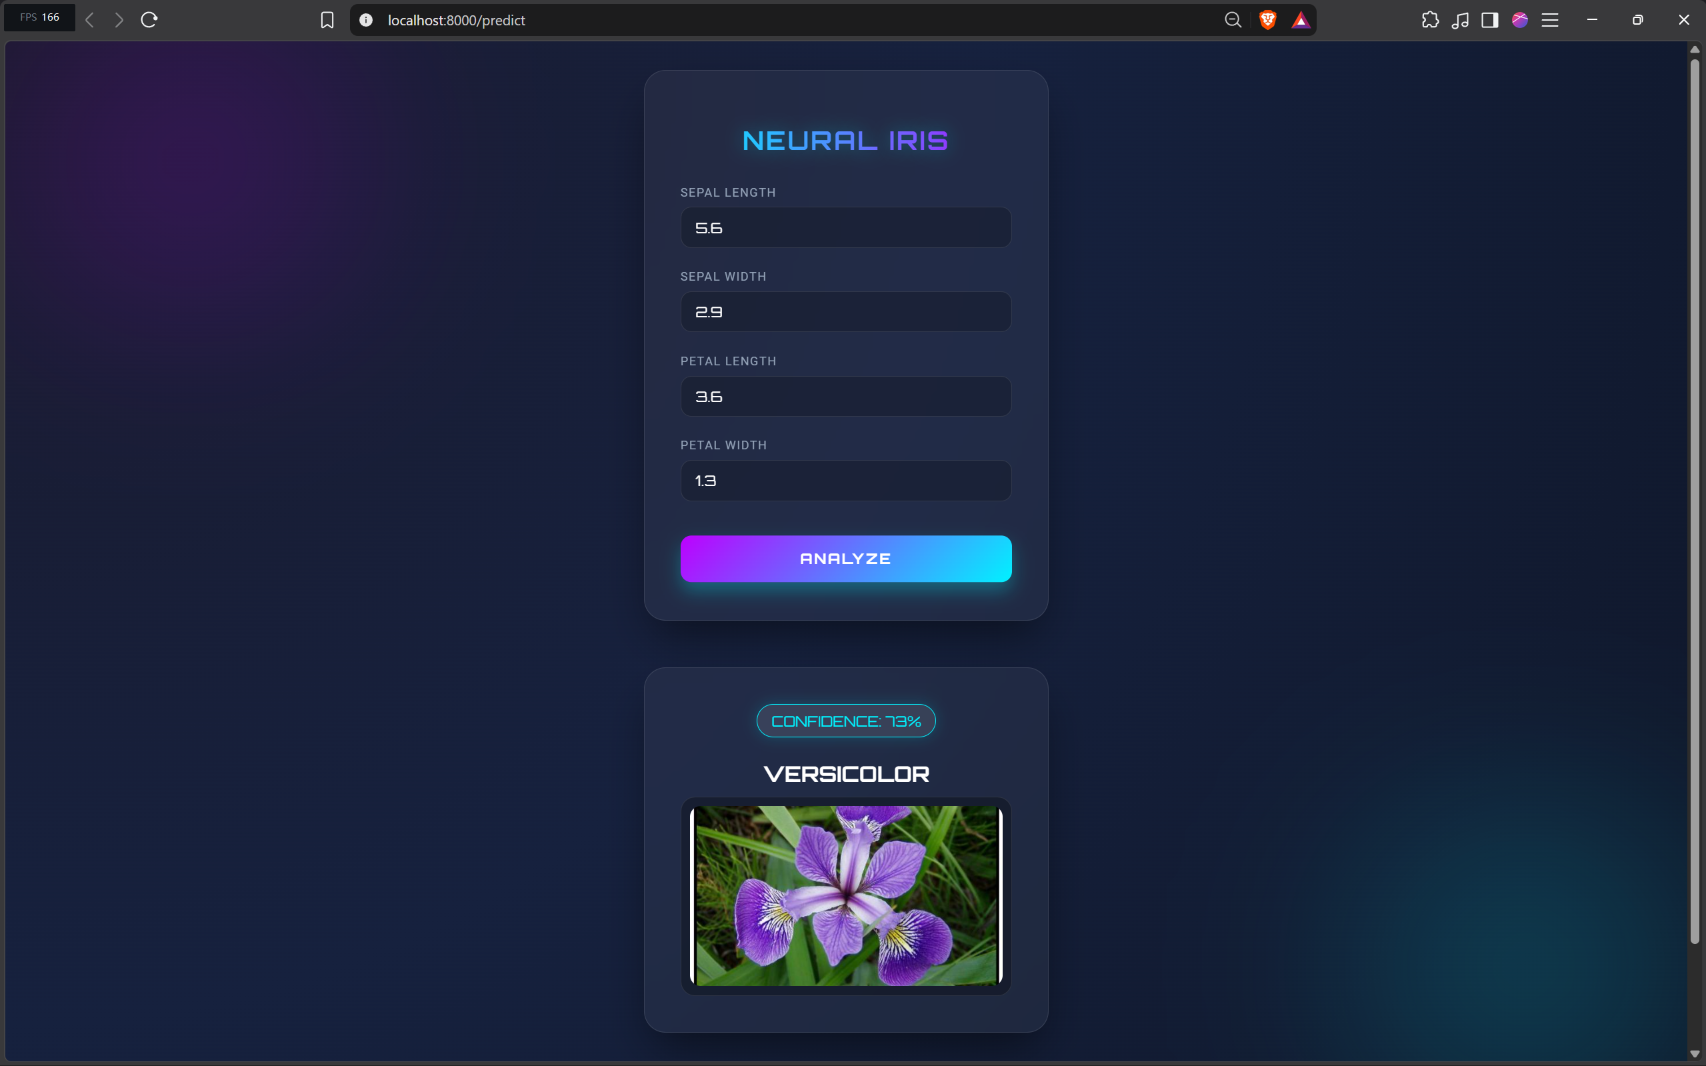 FPS 166
localhost:8000/predict
NEURAL IRIS
SEPAL LENGTH
5.6
SEPAL WIDTH
2.9
PETAL LENGTH
3.6
PETAL WIDTH
1.3
ANALYZE
CONFIDENCE: 73%
VERSICOLOR